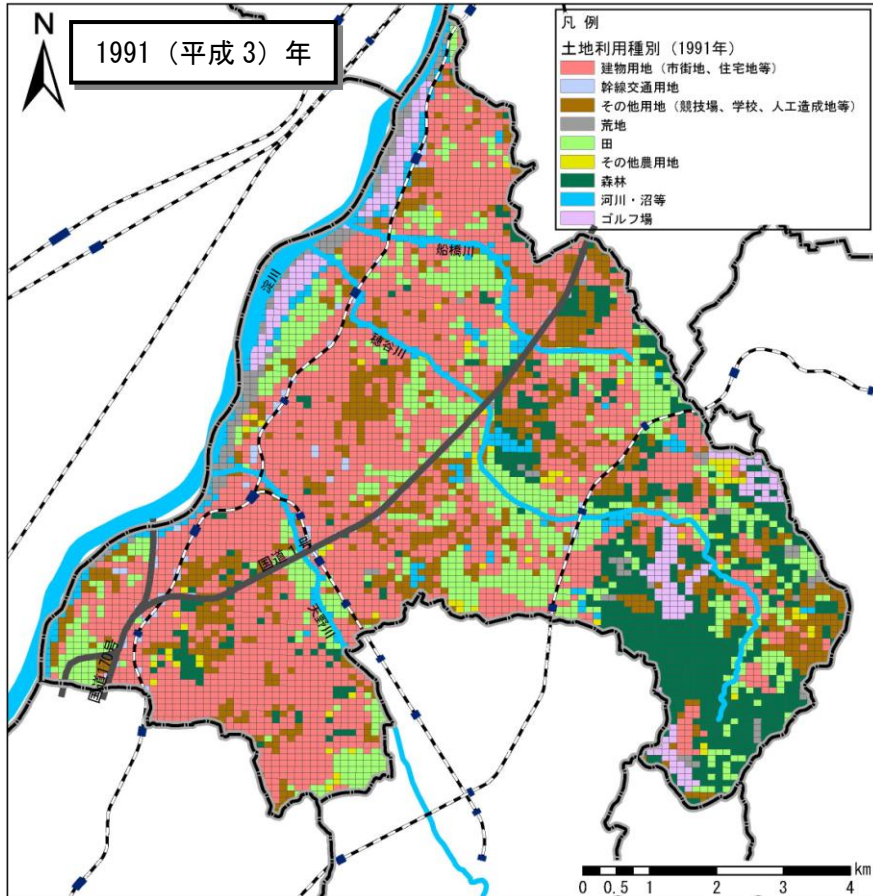 N
1991（平成3）年
凡 例
土地利用種別（1991年）
建物用地（市街地、住宅地等）
幹線交通用地
その他用地（競技場、学校、人工造成地等）
荒地
田
その他農用地
森林
河川・沼等
ゴルフ場
船橋川
淀川
穂谷川
国道1号
天野川
国道170号
km
0 0.5 1 2 3 4